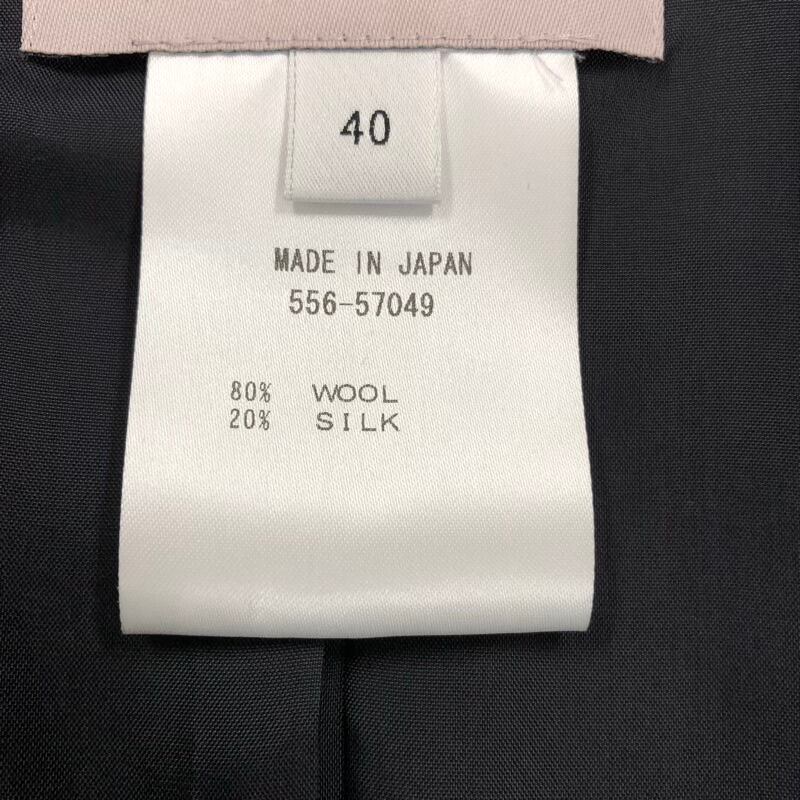 40
MADE IN JAPAN
556-57049
80% WOOL
20% SILK